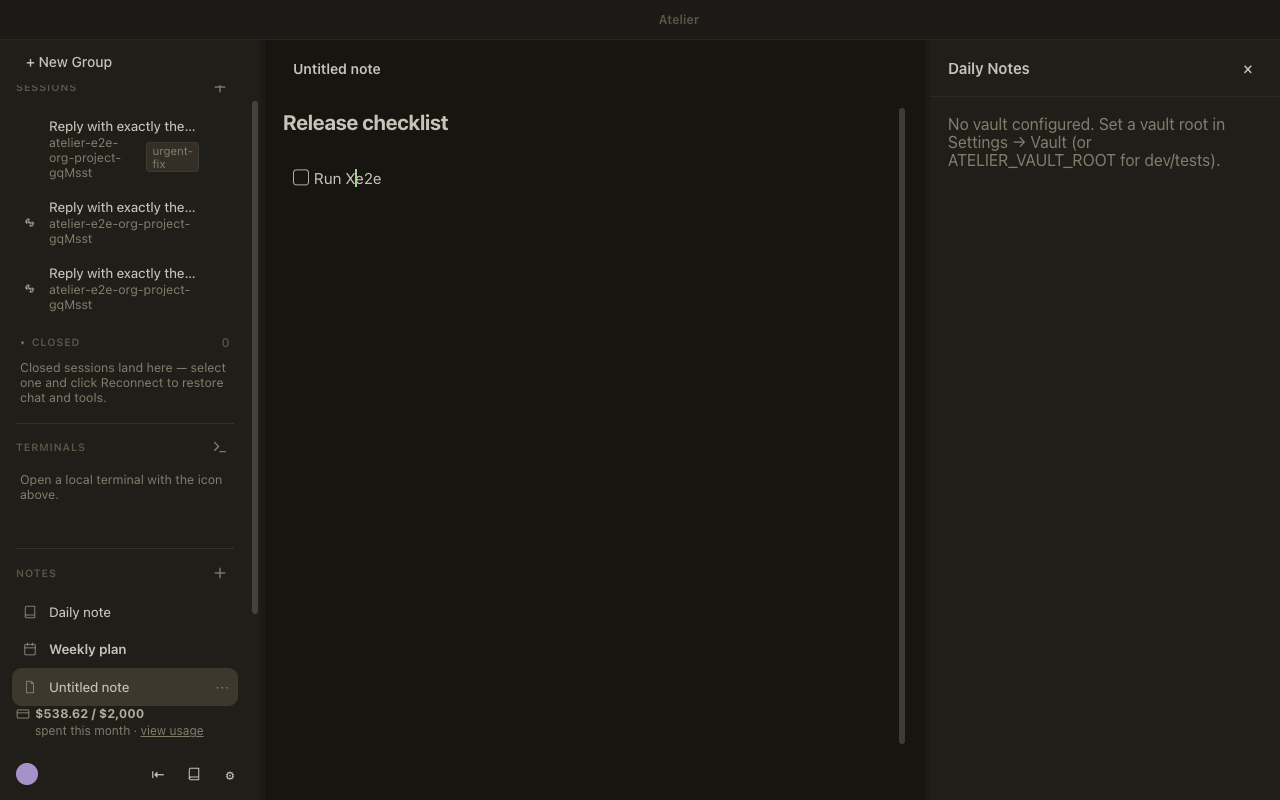 Atelier
+ New Group
SESSIONS
Reply with exactly the...
atelier-e2e-
org-project-
gqMsst
urgent-
fix
Reply with exactly the...
atelier-e2e-org-project-
gqMsst
Reply with exactly the...
atelier-e2e-org-project-
gqMsst
CLOSED
0
Closed sessions land here — select
one and click Reconnect to restore
chat and tools.
TERMINALS
Open a local terminal with the icon
above.
NOTES
Daily note
Weekly plan
Untitled note
$538.62 / $2,000
spent this month · view usage
Untitled note
Release checklist
Run Xe2e
Daily Notes
No vault configured. Set a vault root in
Settings → Vault (or
ATELIER_VAULT_ROOT for dev/tests).